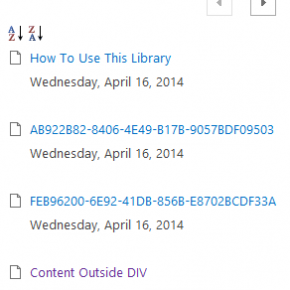 How To Use This Library
Wednesday, April 16, 2014
AB922B82-8406-4E49-B17B-9057BDF09503
Wednesday, April 16, 2014
FEB96200-6E92-41DB-856B-E8702BCDF33A
Wednesday, April 16, 2014
Content Outside DIV